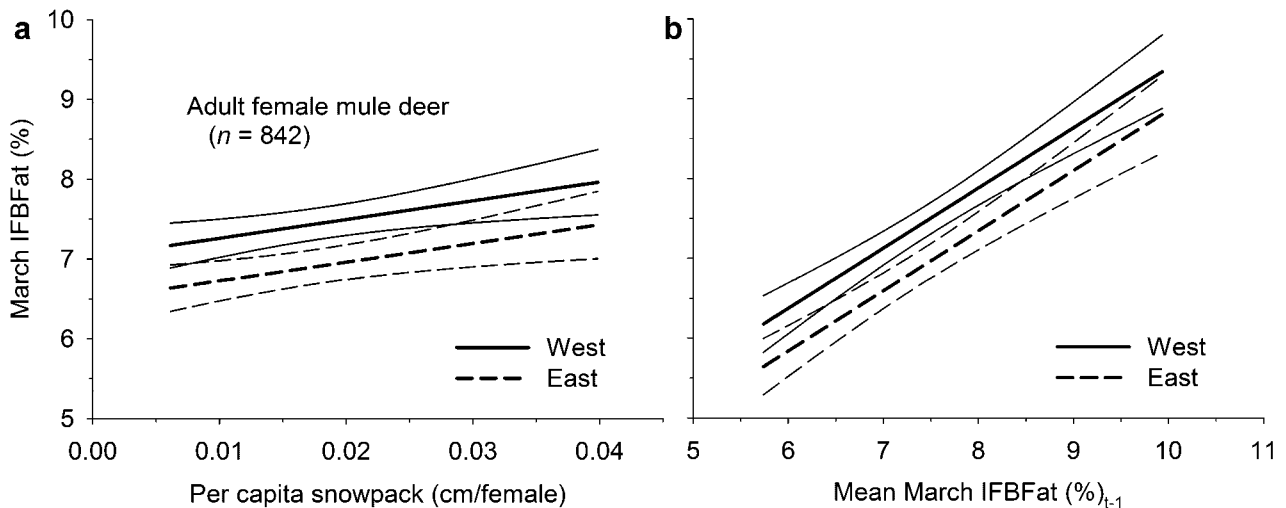 a
b
10
9
8
7
6
5
March IFBFat (%)
Adult female mule deer
(n = 842)
West
East
0.00 0.01 0.02 0.03 0.04
Per capita snowpack (cm/female)
West
East
5 6 7 8 9 10 11
Mean March IFBFat (%)t-1